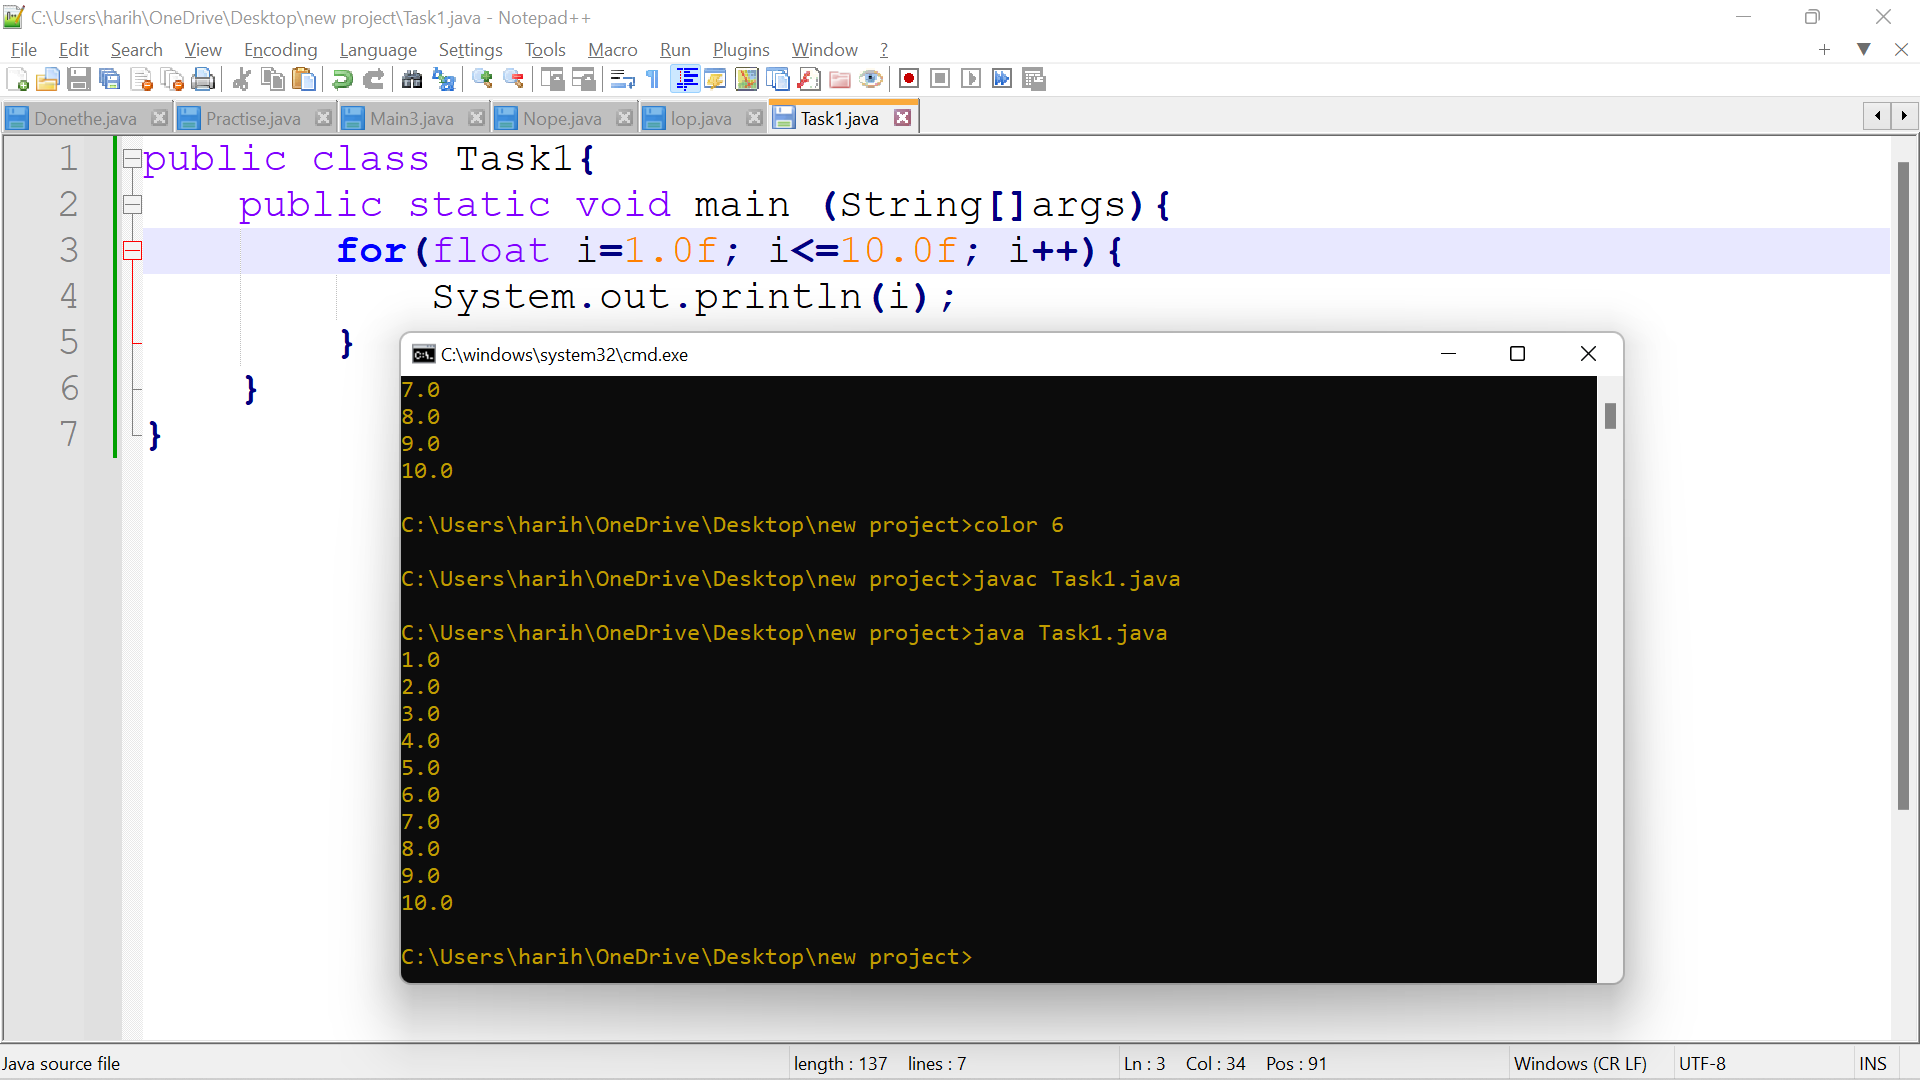 C:\Users\harih\OneDrive\Desktop\new project\Task1.java - Notepad++
File Edit Search View Encoding Language Settings Tools Macro Run Plugins Window ?
Donethe.java Practise.java Main3.java Nope.java lop.java Task1.java
1 public class Task1{
2 public static void main (String[]args){
3 for(float i=1.0f; i<=10.0f; i++){
4 System.out.println(i);
5 }
6 }
7 }
C:\windows\system32\cmd.exe
7.0
8.0
9.0
10.0
C:\Users\harih\OneDrive\Desktop\new project>color 6
C:\Users\harih\OneDrive\Desktop\new project>javac Task1.java
C:\Users\harih\OneDrive\Desktop\new project>java Task1.java
1.0
2.0
3.0
4.0
5.0
6.0
7.0
8.0
9.0
10.0
C:\Users\harih\OneDrive\Desktop\new project>
Java source file length : 137 lines : 7 Ln : 3 Col : 34 Pos : 91 Windows (CR LF) UTF-8 INS